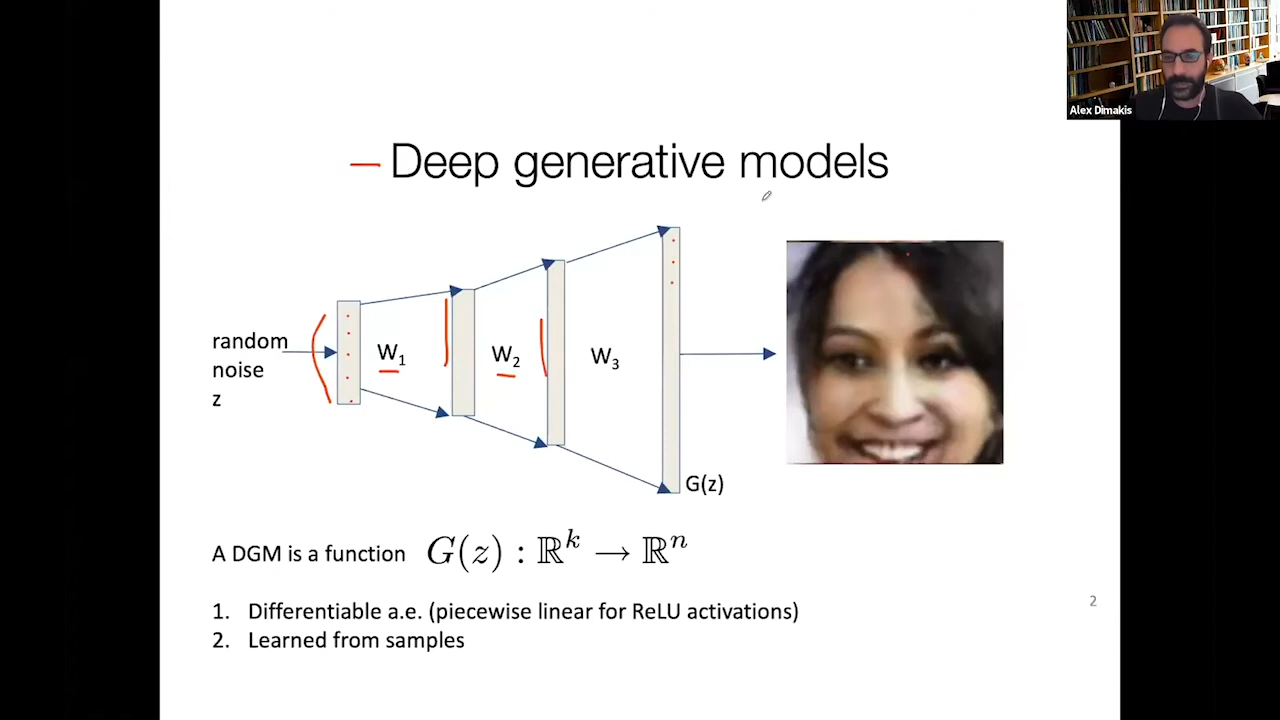 Alex Dimakis
Deep generative models
random
noise
z
W1
W2
W3
G(z)
A DGM is a function G(z) : ℝ^k → ℝ^n
1. Differentiable a.e. (piecewise linear for ReLU activations)
2. Learned from samples
2